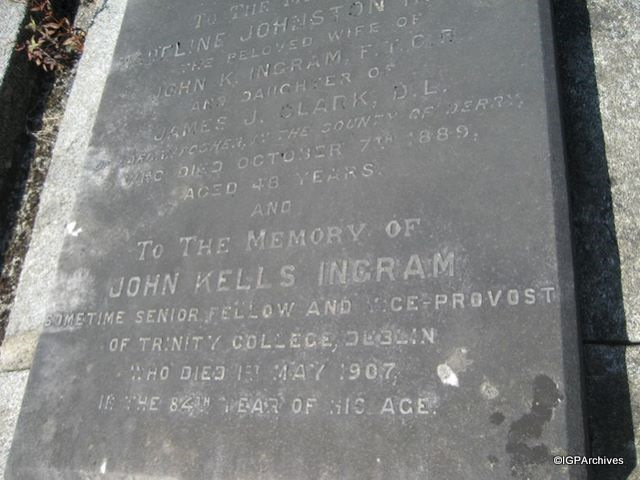 TO THE
JOHNSTON
THE BELOVED WIFE OF
JOHN K. INGRAM, F.T.C.D.
AND DAUGHTER OF
JAMES J. CLARK, D.L.
IN THE COUNTY OF DERRY,
WHO DIED OCTOBER 7TH 1889,
AGED 48 YEARS.
AND
TO THE MEMORY OF
JOHN KELLS INGRAM
SOMETIME SENIOR FELLOW AND VICE-PROVOST
OF TRINITY COLLEGE, DUBLIN
WHO DIED 1ST MAY 1907,
IN THE 84TH YEAR OF HIS AGE.
©IGPArchives